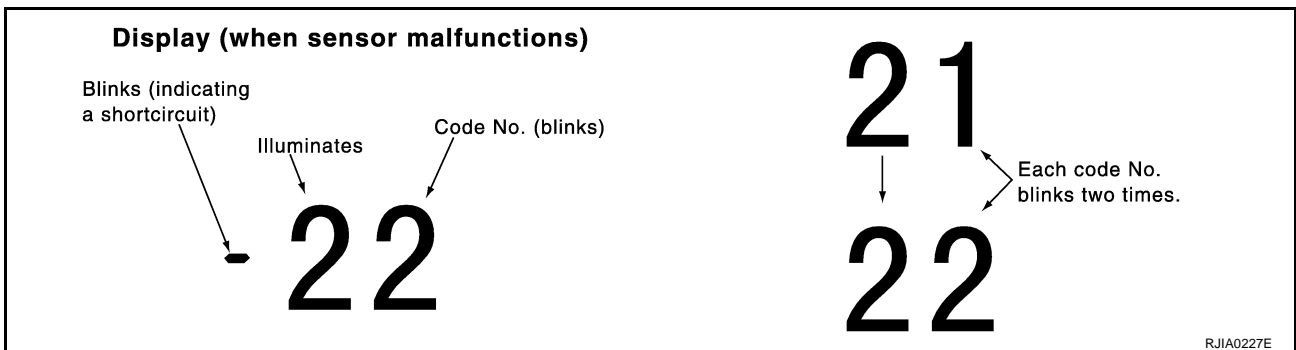 Display (when sensor malfunctions)
Blinks (indicating
a shortcircuit)
Illuminates
Code No. (blinks)
- 22
21
Each code No.
blinks two times.
22
RJIA0227E